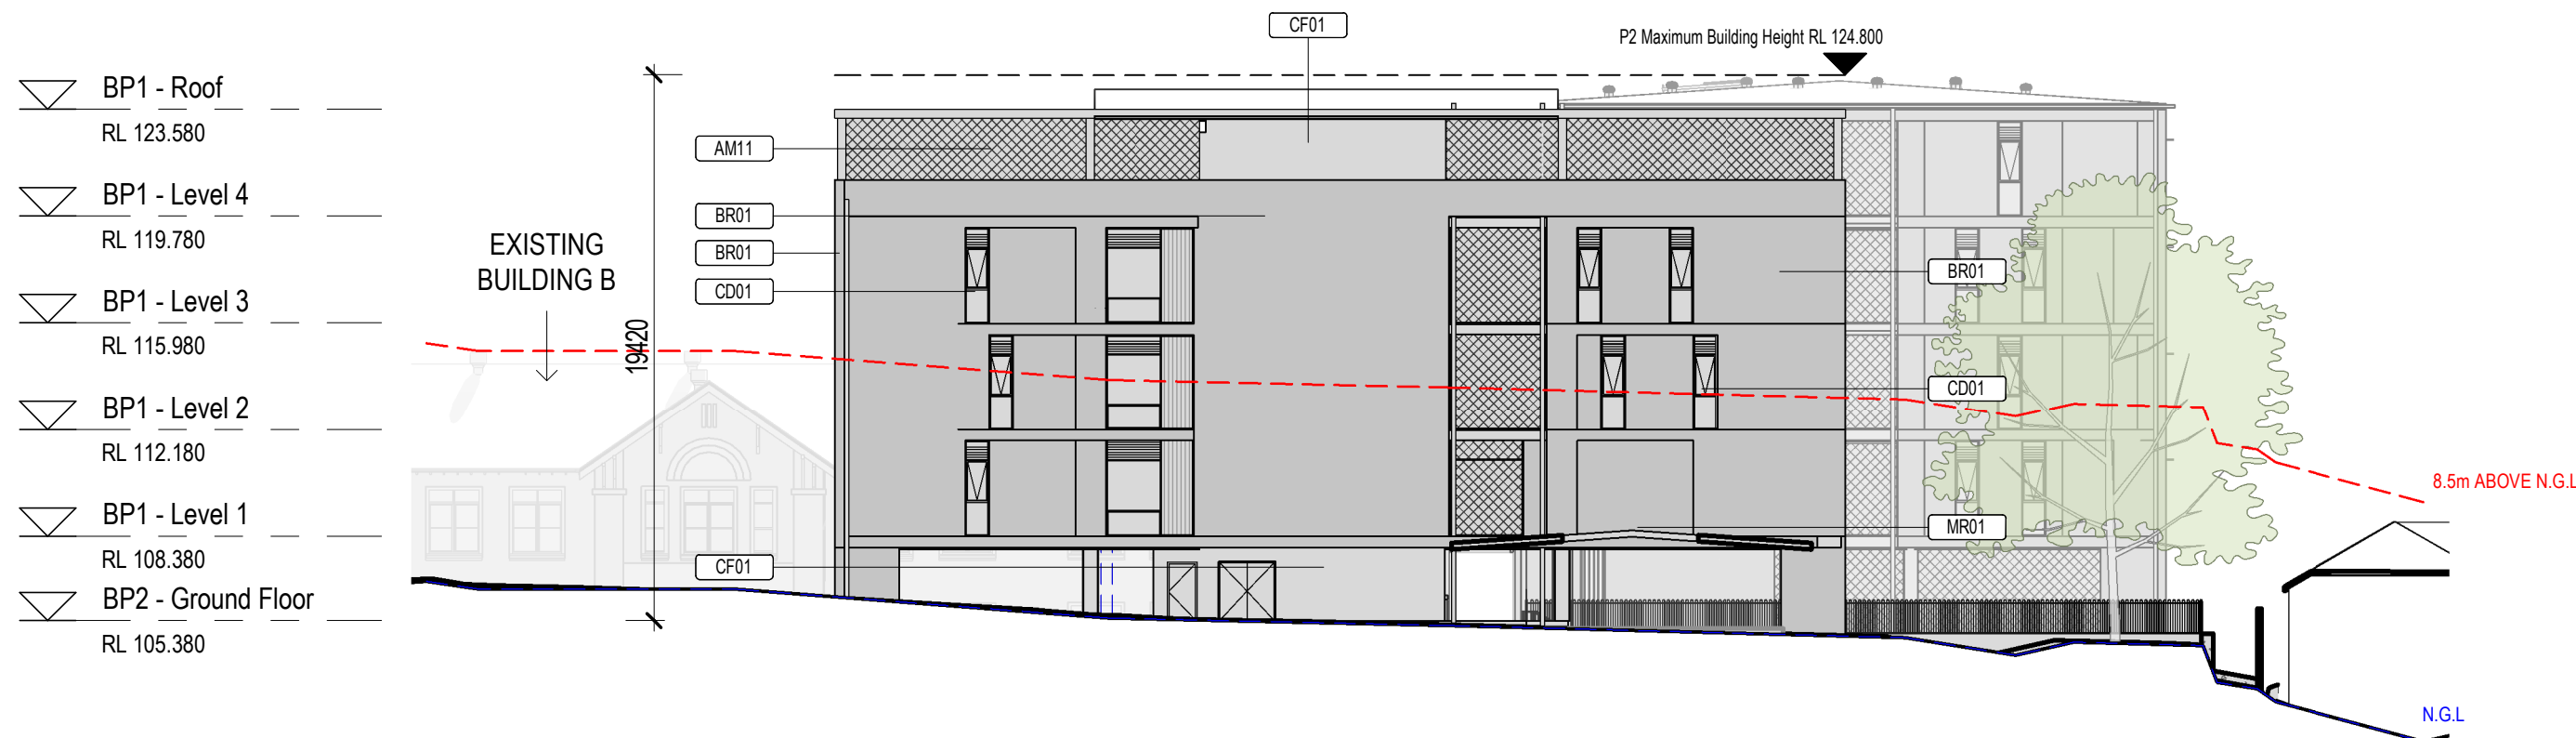 CF01
P2 Maximum Building Height RL 124.800
BP1 - Roof
RL 123.580
AM11
BP1 - Level 4
RL 119.780
BR01
EXISTING
BUILDING B
BR01
BR01
CD01
BP1 - Level 3
RL 115.980
19420
CD01
BP1 - Level 2
RL 112.180
8.5m ABOVE N.G.L
BP1 - Level 1
RL 108.380
MR01
CF01
BP2 - Ground Floor
RL 105.380
N.G.L